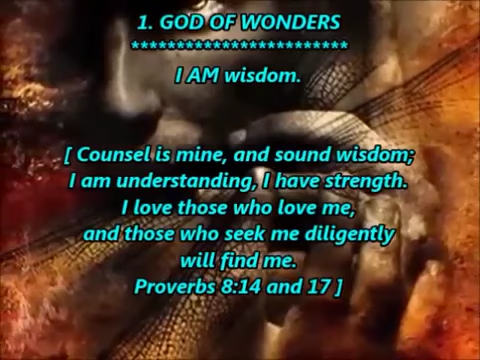 1. GOD OF WONDERS
************************
I AM wisdom.
[ Counsel is mine, and sound wisdom;
I am understanding, I have strength.
I love those who love me,
and those who seek me diligently
will find me.
Proverbs 8:14 and 17 ]